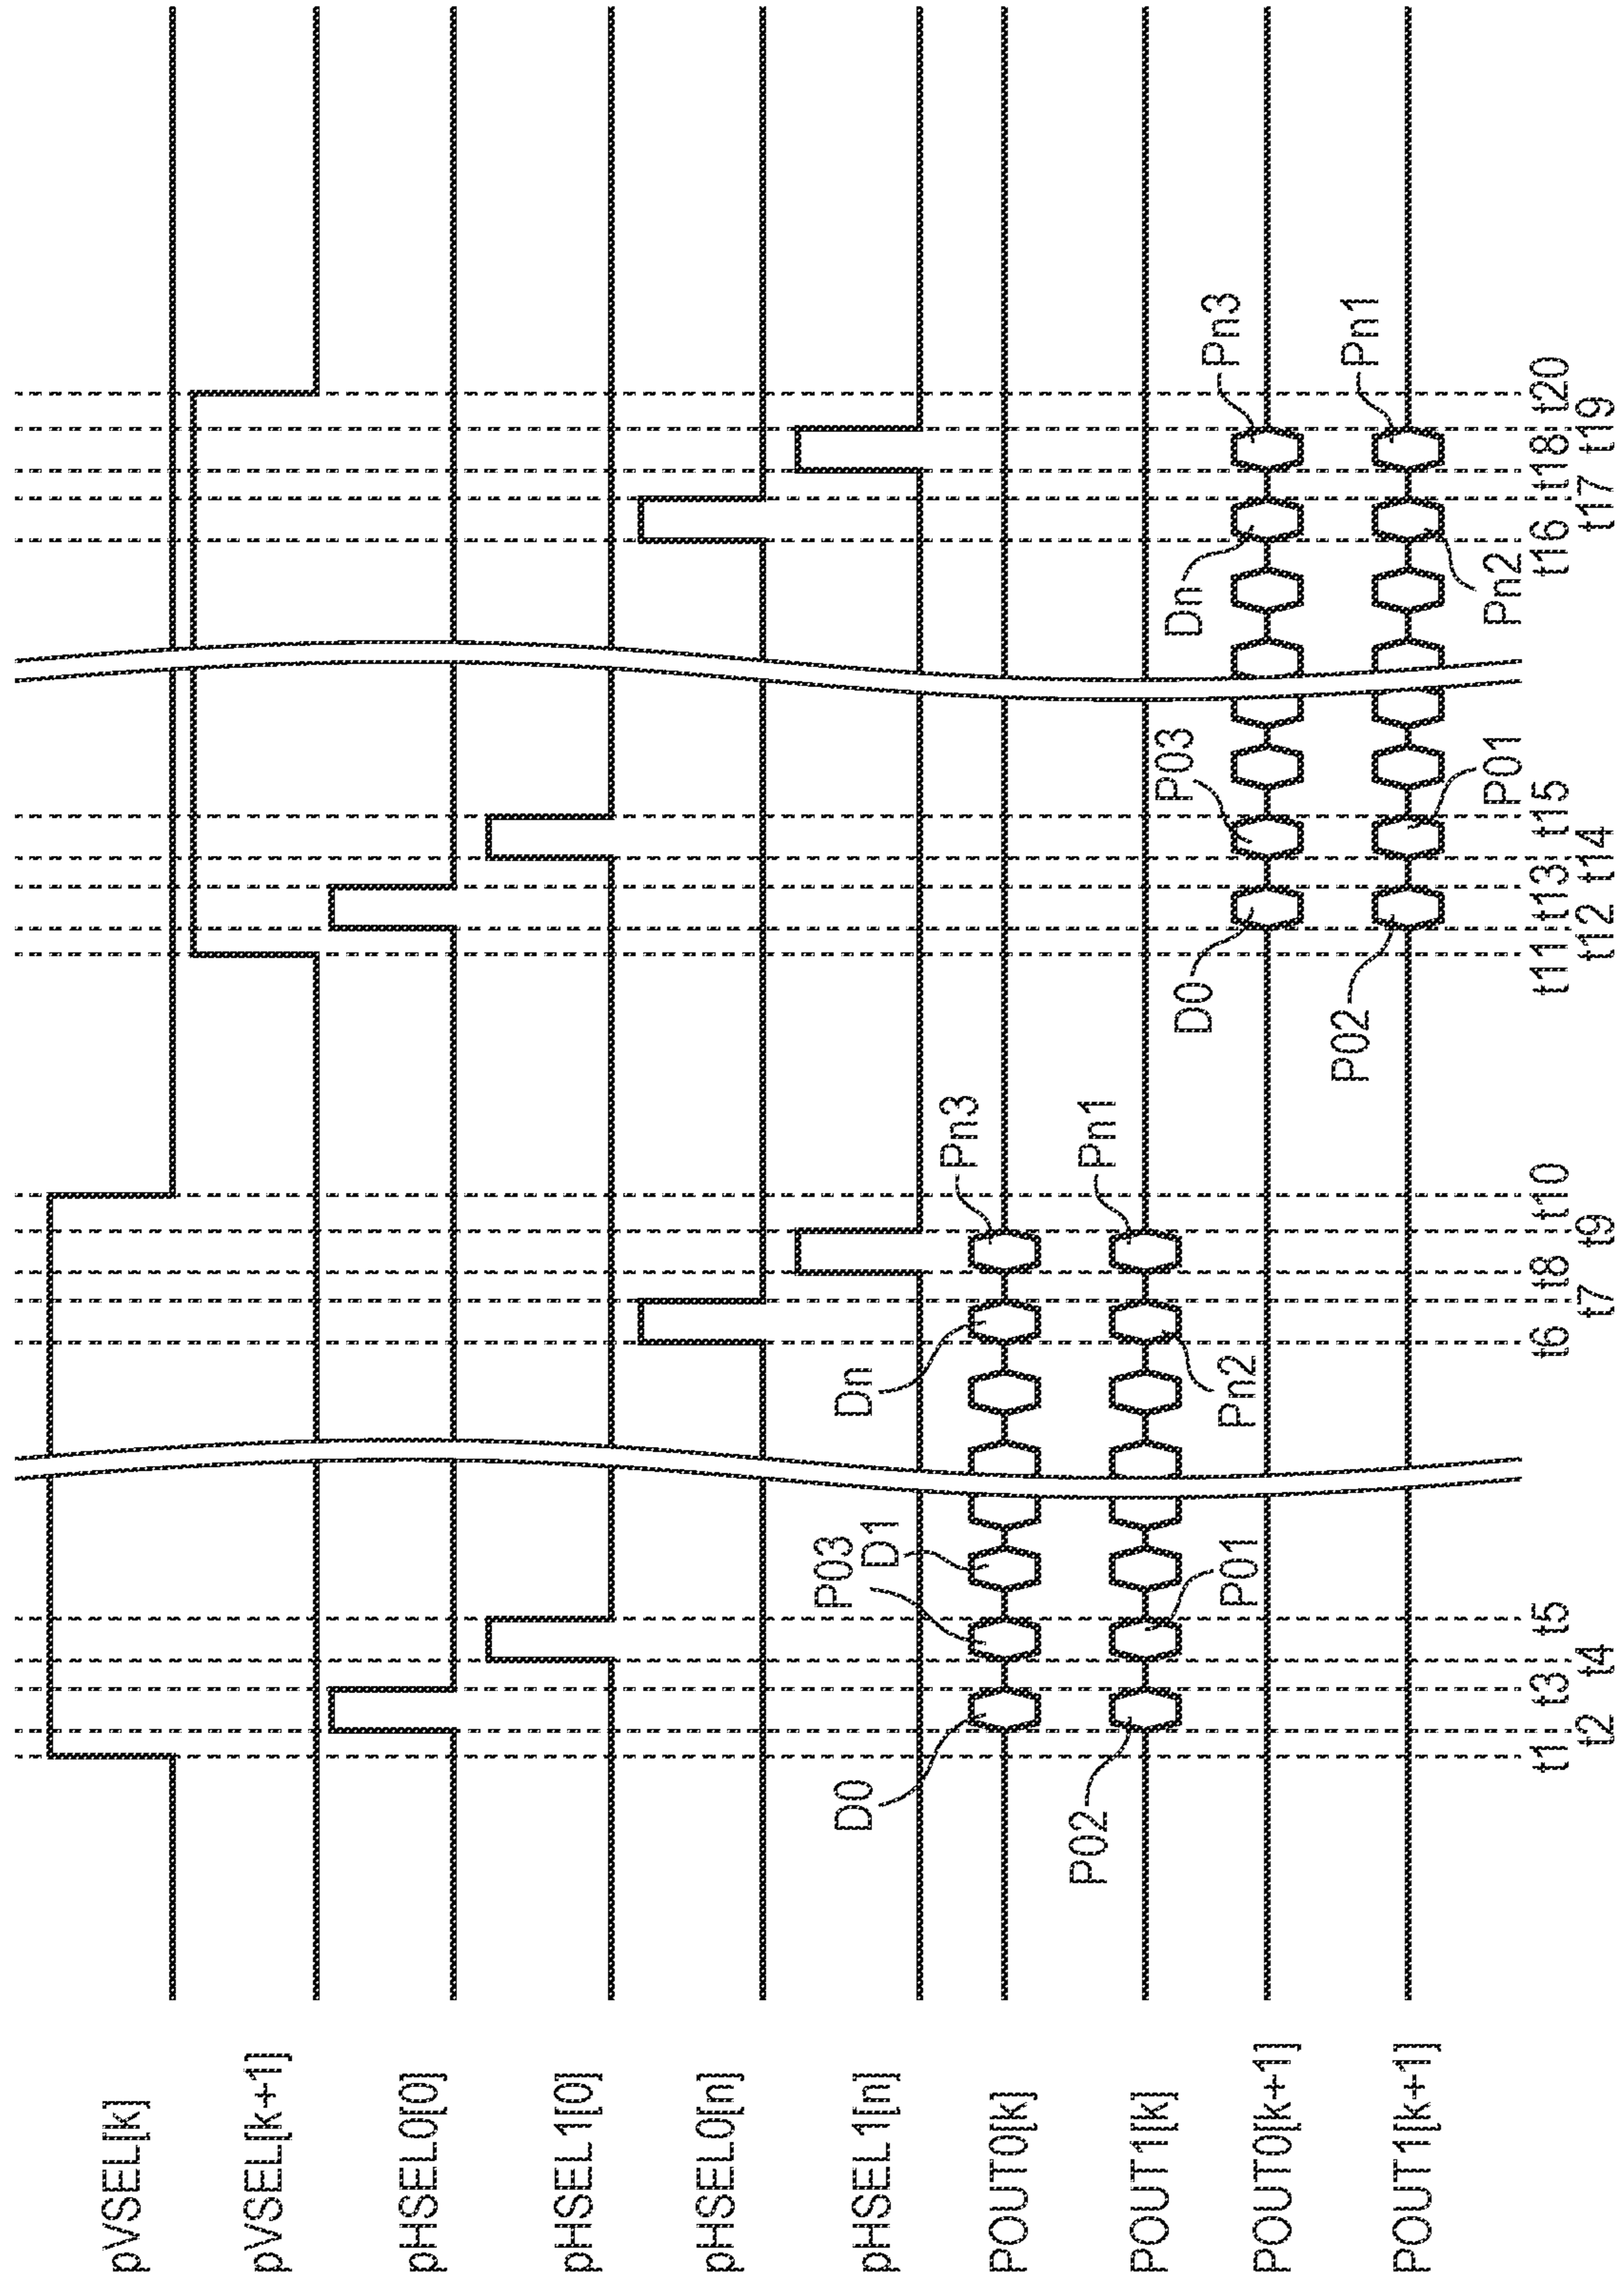 pVSEL[k]
pVSEL[k+1]
pHSEL0[0]
pHSEL1[0]
pHSEL0[n]
pHSEL1[n]
D0
P03
D1
Dn
Pn3
POUT0[k]
P02
P01
Pn2
Pn1
POUT1[k]
D0
P03
Dn
Pn3
POUT0[k+1]
P02
P01
Pn2
Pn1
POUT1[k+1]
t1 t3 t5 t6 t8 t10 t11 t13 t15 t16 t18 t20
t2 t4 t7 t9 t12 t14 t17 t19